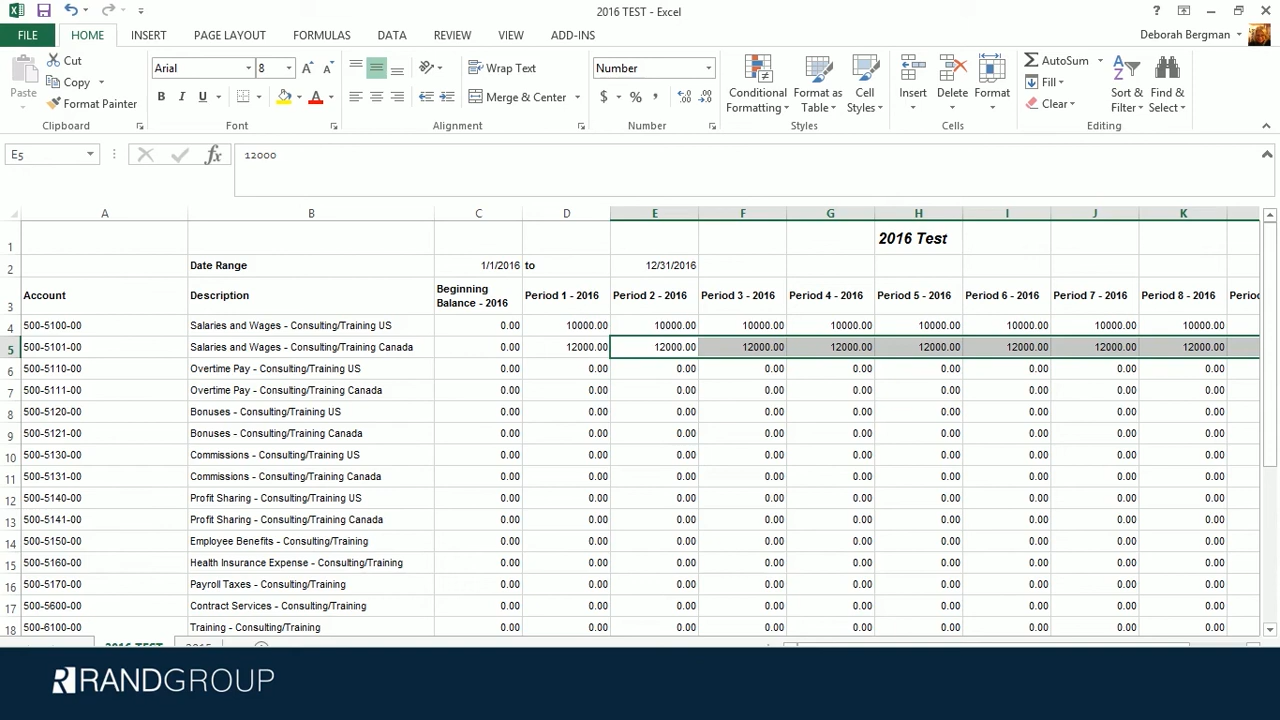 2016 TEST - Excel
?
FILE HOME INSERT PAGE LAYOUT FORMULAS DATA REVIEW VIEW ADD-INS Deborah Bergman
Paste
Cut
Copy
Format Painter
Clipboard
Arial 8
B I U
Font
Wrap Text
Merge & Center
Alignment
Number
$ % ,
Number
Conditional Formatting
Format as Table
Cell Styles
Styles
Insert
Delete
Format
Cells
AutoSum
Fill
Clear
Sort & Filter
Find & Select
Editing
E5 fx 12000
A B C D E F G H I J K
1 2016 Test
2 Date Range 1/1/2016 to 12/31/2016
3 Account Description Beginning Balance - 2016 Period 1 - 2016 Period 2 - 2016 Period 3 - 2016 Period 4 - 2016 Period 5 - 2016 Period 6 - 2016 Period 7 - 2016 Period 8 - 2016 Perio
4 500-5100-00 Salaries and Wages - Consulting/Training US 0.00 10000.00 10000.00 10000.00 10000.00 10000.00 10000.00 10000.00 10000.00
5 500-5101-00 Salaries and Wages - Consulting/Training Canada 0.00 12000.00 12000.00 12000.00 12000.00 12000.00 12000.00 12000.00 12000.00
6 500-5110-00 Overtime Pay - Consulting/Training US 0.00 0.00 0.00 0.00 0.00 0.00 0.00 0.00 0.00
7 500-5111-00 Overtime Pay - Consulting/Training Canada 0.00 0.00 0.00 0.00 0.00 0.00 0.00 0.00 0.00
8 500-5120-00 Bonuses - Consulting/Training US 0.00 0.00 0.00 0.00 0.00 0.00 0.00 0.00 0.00
9 500-5121-00 Bonuses - Consulting/Training Canada 0.00 0.00 0.00 0.00 0.00 0.00 0.00 0.00 0.00
10 500-5130-00 Commissions - Consulting/Training US 0.00 0.00 0.00 0.00 0.00 0.00 0.00 0.00 0.00
11 500-5131-00 Commissions - Consulting/Training Canada 0.00 0.00 0.00 0.00 0.00 0.00 0.00 0.00 0.00
12 500-5140-00 Profit Sharing - Consulting/Training US 0.00 0.00 0.00 0.00 0.00 0.00 0.00 0.00 0.00
13 500-5141-00 Profit Sharing - Consulting/Training Canada 0.00 0.00 0.00 0.00 0.00 0.00 0.00 0.00 0.00
14 500-5150-00 Employee Benefits - Consulting/Training 0.00 0.00 0.00 0.00 0.00 0.00 0.00 0.00 0.00
15 500-5160-00 Health Insurance Expense - Consulting/Training 0.00 0.00 0.00 0.00 0.00 0.00 0.00 0.00 0.00
16 500-5170-00 Payroll Taxes - Consulting/Training 0.00 0.00 0.00 0.00 0.00 0.00 0.00 0.00 0.00
17 500-5600-00 Contract Services - Consulting/Training 0.00 0.00 0.00 0.00 0.00 0.00 0.00 0.00 0.00
18 500-6100-00 Training - Consulting/Training 0.00 0.00 0.00 0.00 0.00 0.00 0.00 0.00 0.00
2016 TEST
RANDGROUP